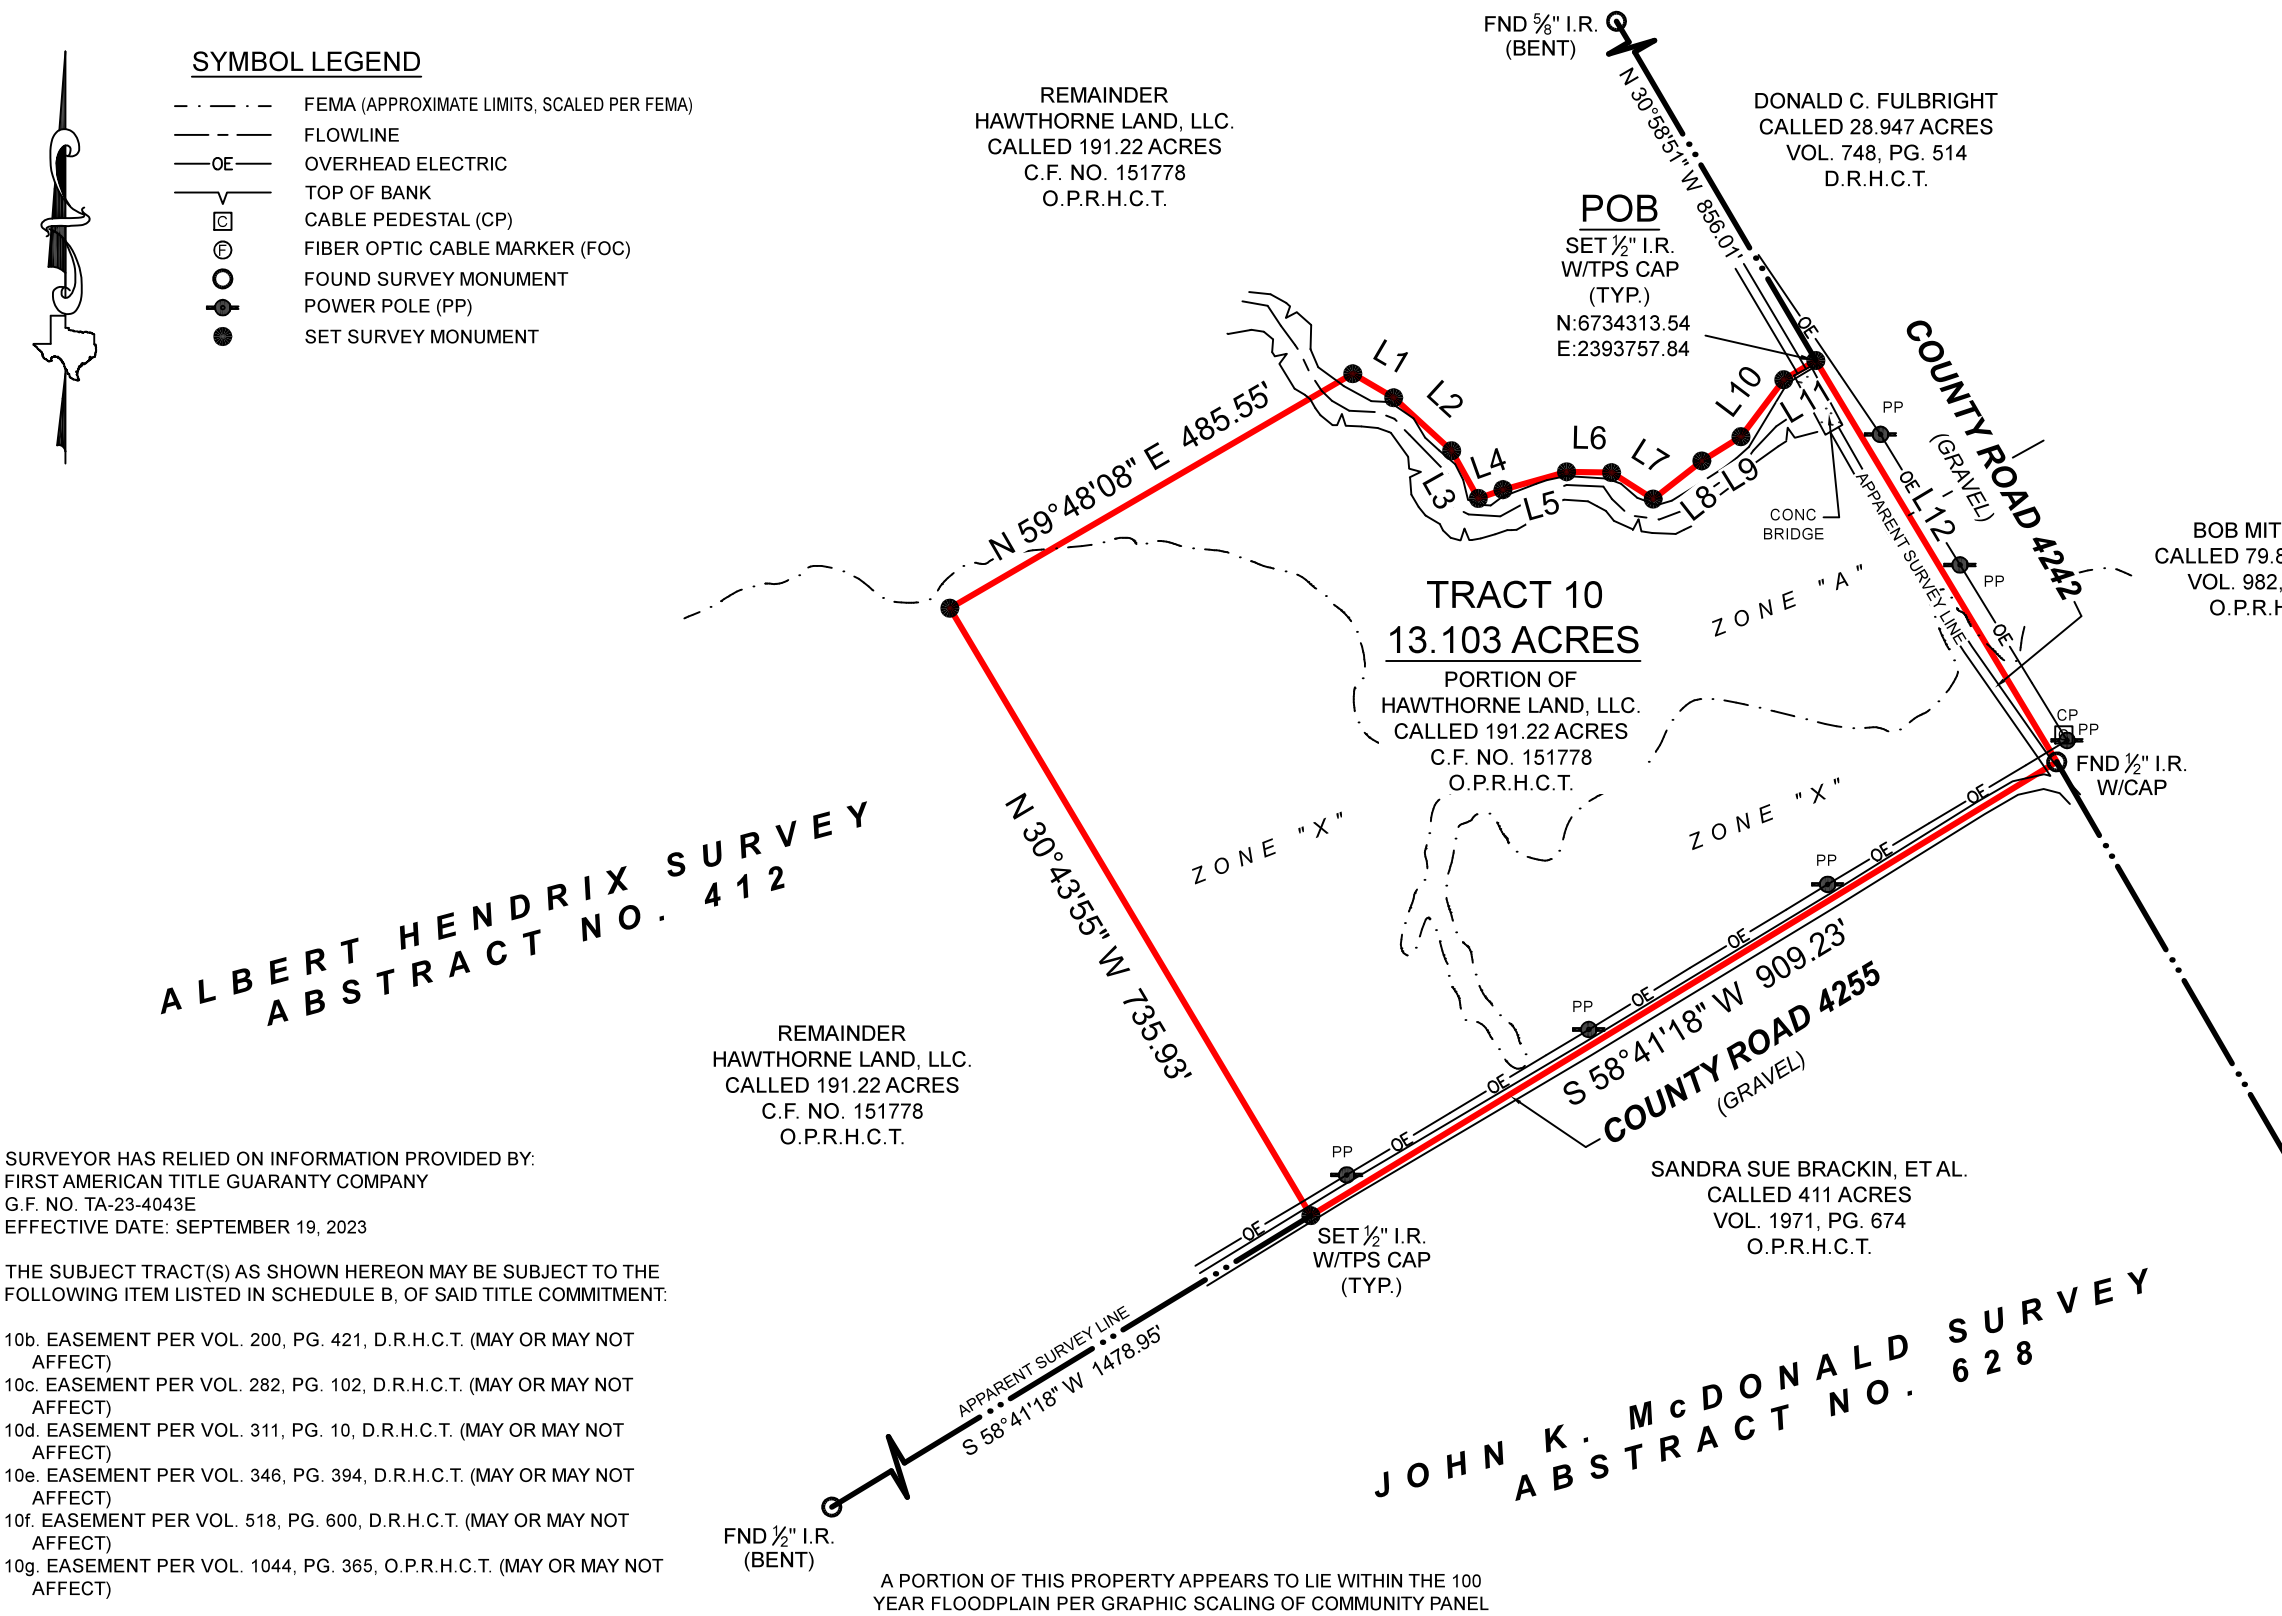 SYMBOL LEGEND
FEMA (APPROXIMATE LIMITS, SCALED PER FEMA)
FLOWLINE
OE
OVERHEAD ELECTRIC
TOP OF BANK
C
CABLE PEDESTAL (CP)
F
FIBER OPTIC CABLE MARKER (FOC)
FOUND SURVEY MONUMENT
POWER POLE (PP)
SET SURVEY MONUMENT
FND 5/8" I.R.
(BENT)
N 30°58'51" W 856.01'
REMAINDER
HAWTHORNE LAND, LLC.
CALLED 191.22 ACRES
C.F. NO. 151778
O.P.R.H.C.T.
DONALD C. FULBRIGHT
CALLED 28.947 ACRES
VOL. 748, PG. 514
D.R.H.C.T.
POB
SET 1/2" I.R.
W/TPS CAP
(TYP.)
N:6734313.54
E:2393757.84
COUNTY ROAD 4242
(GRAVEL)
L1
L2
L3
L4
L5
L6
L7
L8
L9
L10
L12
OE
PP
OE
PP
OE
CONC
BRIDGE
APPARENT SURVEY LINE
BOB MIT
CALLED 79.8
VOL. 982,
O.P.R.H
N 59°48'08" E 485.55'
TRACT 10
13.103 ACRES
PORTION OF
HAWTHORNE LAND, LLC.
CALLED 191.22 ACRES
C.F. NO. 151778
O.P.R.H.C.T.
ZONE "A"
ZONE "X"
ZONE "X"
CP
PP
FND 1/2" I.R.
W/CAP
N 30°43'55" W 735.93'
ALBERT HENDRIX SURVEY
ABSTRACT NO. 412
OE
OE
PP
OE
OE
PP
OE
OE
PP
OE
S 58°41'18" W 909.23'
COUNTY ROAD 4255
(GRAVEL)
REMAINDER
HAWTHORNE LAND, LLC.
CALLED 191.22 ACRES
C.F. NO. 151778
O.P.R.H.C.T.
SANDRA SUE BRACKIN, ET AL.
CALLED 411 ACRES
VOL. 1971, PG. 674
O.P.R.H.C.T.
SET 1/2" I.R.
W/TPS CAP
(TYP.)
APPARENT SURVEY LINE
S 58°41'18" W 1478.95'
JOHN K. McDONALD SURVEY
ABSTRACT NO. 628
FND 1/2" I.R.
(BENT)
SURVEYOR HAS RELIED ON INFORMATION PROVIDED BY:
FIRST AMERICAN TITLE GUARANTY COMPANY
G.F. NO. TA-23-4043E
EFFECTIVE DATE: SEPTEMBER 19, 2023
THE SUBJECT TRACT(S) AS SHOWN HEREON MAY BE SUBJECT TO THE
FOLLOWING ITEM LISTED IN SCHEDULE B, OF SAID TITLE COMMITMENT:
10b. EASEMENT PER VOL. 200, PG. 421, D.R.H.C.T. (MAY OR MAY NOT
AFFECT)
10c. EASEMENT PER VOL. 282, PG. 102, D.R.H.C.T. (MAY OR MAY NOT
AFFECT)
10d. EASEMENT PER VOL. 311, PG. 10, D.R.H.C.T. (MAY OR MAY NOT
AFFECT)
10e. EASEMENT PER VOL. 346, PG. 394, D.R.H.C.T. (MAY OR MAY NOT
AFFECT)
10f. EASEMENT PER VOL. 518, PG. 600, D.R.H.C.T. (MAY OR MAY NOT
AFFECT)
10g. EASEMENT PER VOL. 1044, PG. 365, O.P.R.H.C.T. (MAY OR MAY NOT
AFFECT)
A PORTION OF THIS PROPERTY APPEARS TO LIE WITHIN THE 100
YEAR FLOODPLAIN PER GRAPHIC SCALING OF COMMUNITY PANEL